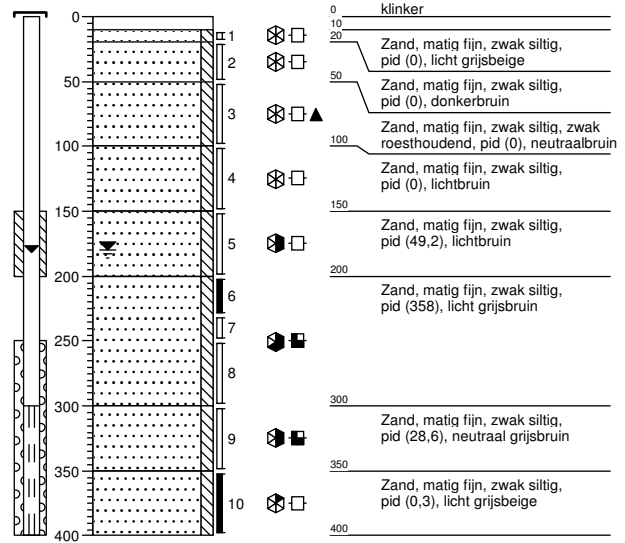 0
50
100
150
200
250
300
350
400
1
2
3
4
5
6
7
8
9
10
0
klinker
10
20
Zand, matig fijn, zwak siltig,
pid (0), licht grijsbeige
50
Zand, matig fijn, zwak siltig,
pid (0), donkerbruin
Zand, matig fijn, zwak siltig, zwak
roesthoudend, pid (0), neutraalbruin
100
Zand, matig fijn, zwak siltig,
pid (0), lichtbruin
150
Zand, matig fijn, zwak siltig,
pid (49,2), lichtbruin
200
Zand, matig fijn, zwak siltig,
pid (358), licht grijsbruin
300
Zand, matig fijn, zwak siltig,
pid (28,6), neutraal grijsbruin
350
Zand, matig fijn, zwak siltig,
pid (0,3), licht grijsbeige
400